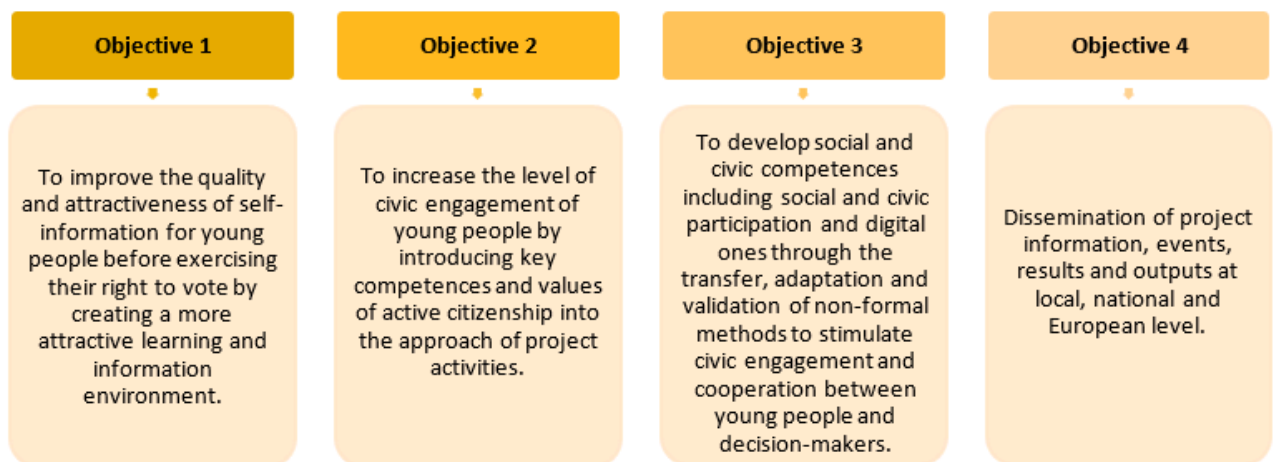 Objective 1
To improve the quality
and attractiveness of self-
information for young
people before exercising
their right to vote by
creating a more
attractive learning and
information
environment.
Objective 2
To increase the level of
civic engagement of
young people by
introducing key
competences and values
of active citizenship into
the approach of project
activities.
Objective 3
To develop social and
civic competences
including social and civic
participation and digital
ones through the
transfer, adaptation and
validation of non-formal
methods to stimulate
civic engagement and
cooperation between
young people and
decision-makers.
Objective 4
Dissemination of project
information, events,
results and outputs at
local, national and
European level.